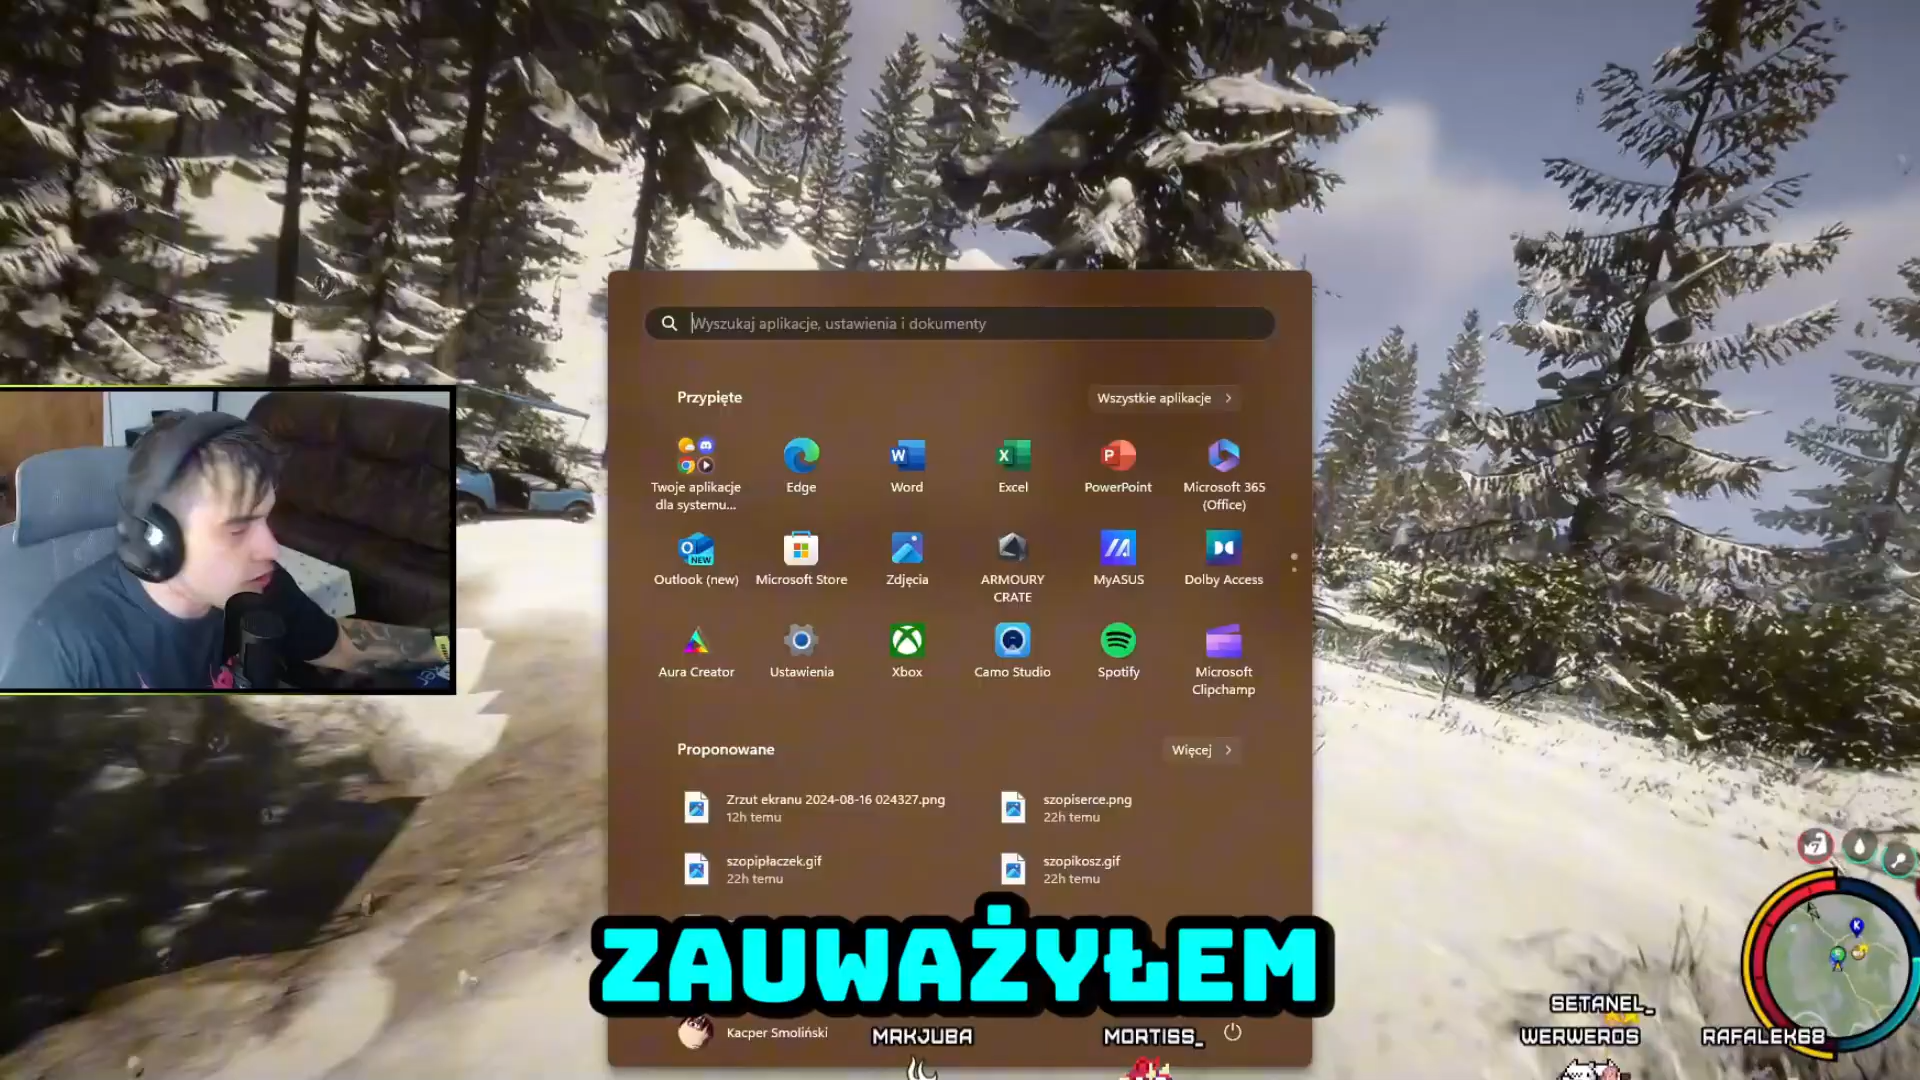 Wyszukaj aplikacje, ustawienia i dokumenty
Przypięte
Wszystkie aplikacje
Twoje aplikacje
dla systemu...
Edge
Word
Excel
PowerPoint
Microsoft 365
(Office)
Outlook (new)
Microsoft Store
Zdjęcia
ARMOURY
CRATE
MyASUS
Dolby Access
Aura Creator
Ustawienia
Xbox
Camo Studio
Spotify
Microsoft
Clipchamp
Proponowane
Więcej
Zrzut ekranu 2024-08-16 024327.png
12h temu
szopiserce.png
22h temu
szopipłaczek.gif
22h temu
szopikosz.gif
22h temu
ZAUWAŻYŁEM
Kacper Smoliński
MRKJUBA
MORTISS_
SETANEL_
WERWEROS
RAFALEK68